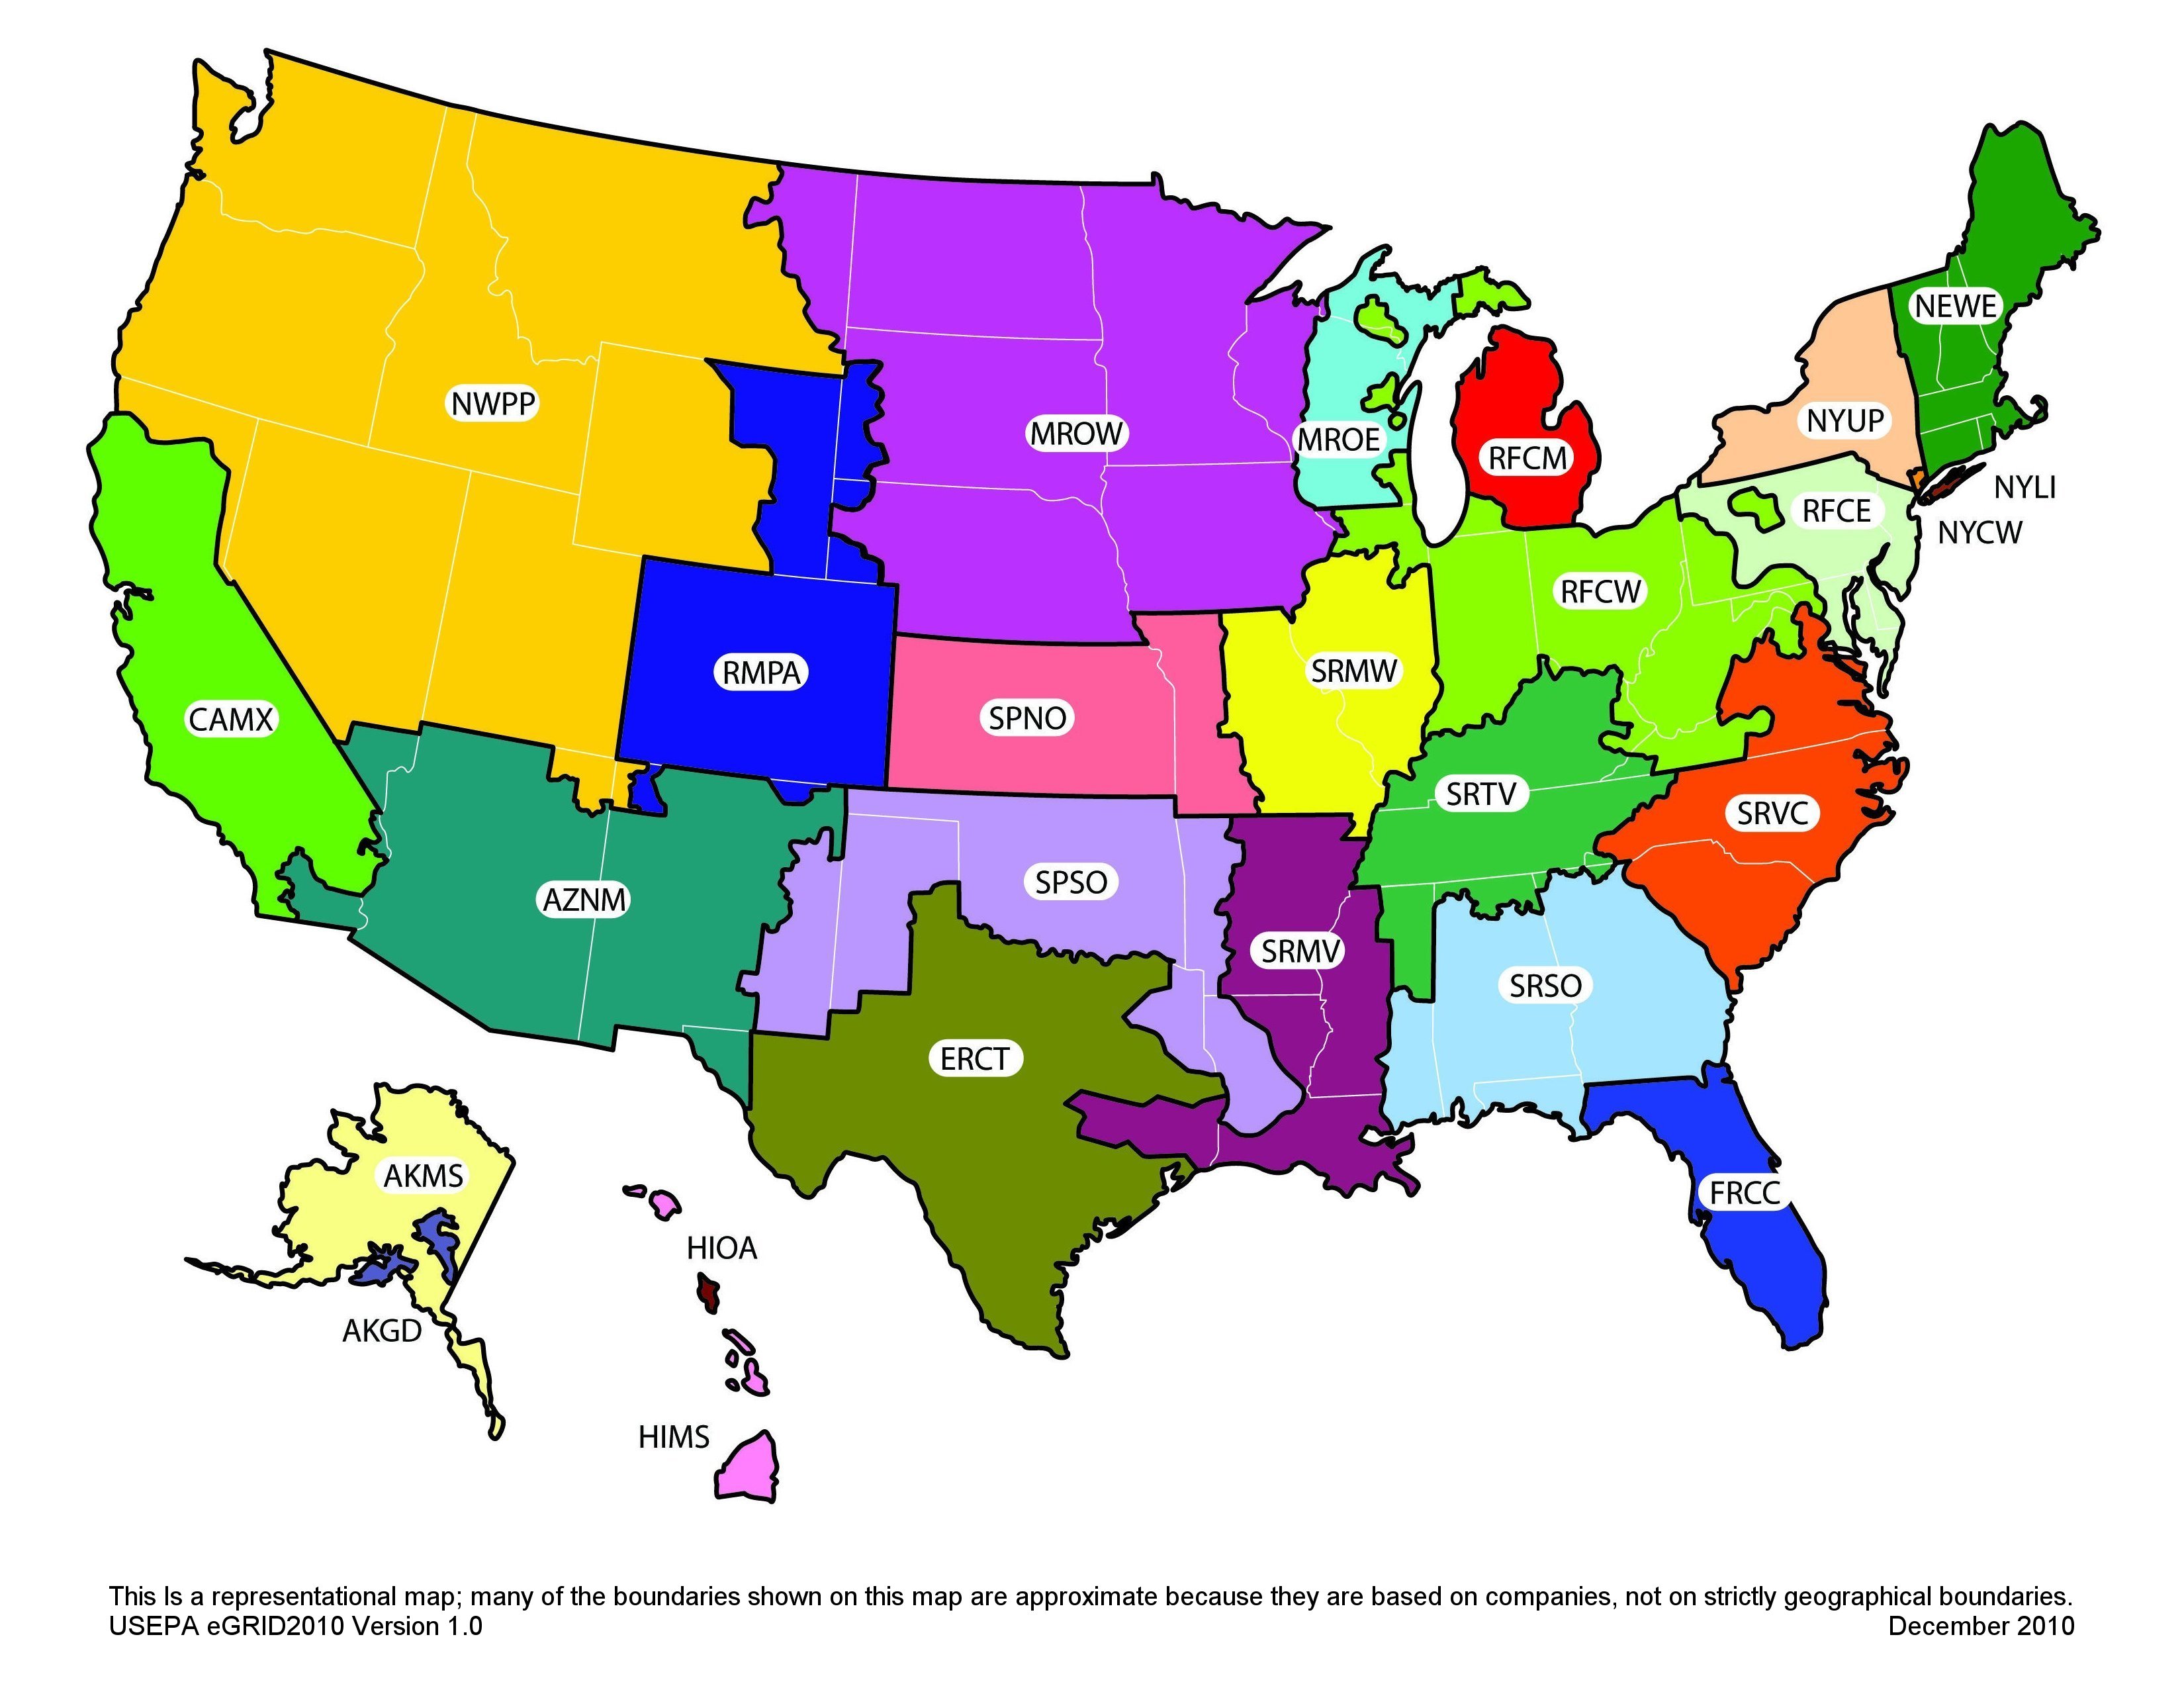 NEWE
NWPP
NYUP
MROW
MROE
RFCM
NYLI
RFCE
NYCW
RFCW
RMPA
SRMW
SPNO
CAMX
SRTV
SRVC
SPSO
AZNM
SRMV
SRSO
ERCT
AKMS
FRCC
HIOA
AKGD
HIMS
This Is a representational map; many of the boundaries shown on this map are approximate because they are based on companies, not on strictly geographical boundaries.
USEPA eGRID2010 Version 1.0
December 2010